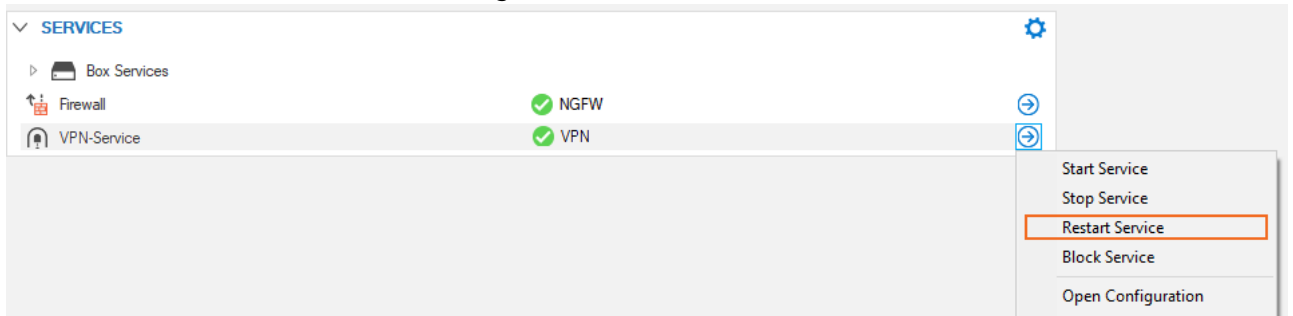 SERVICES
Box Services
Firewall NGFW
VPN-Service VPN
Start Service
Stop Service
Restart Service
Block Service
Open Configuration